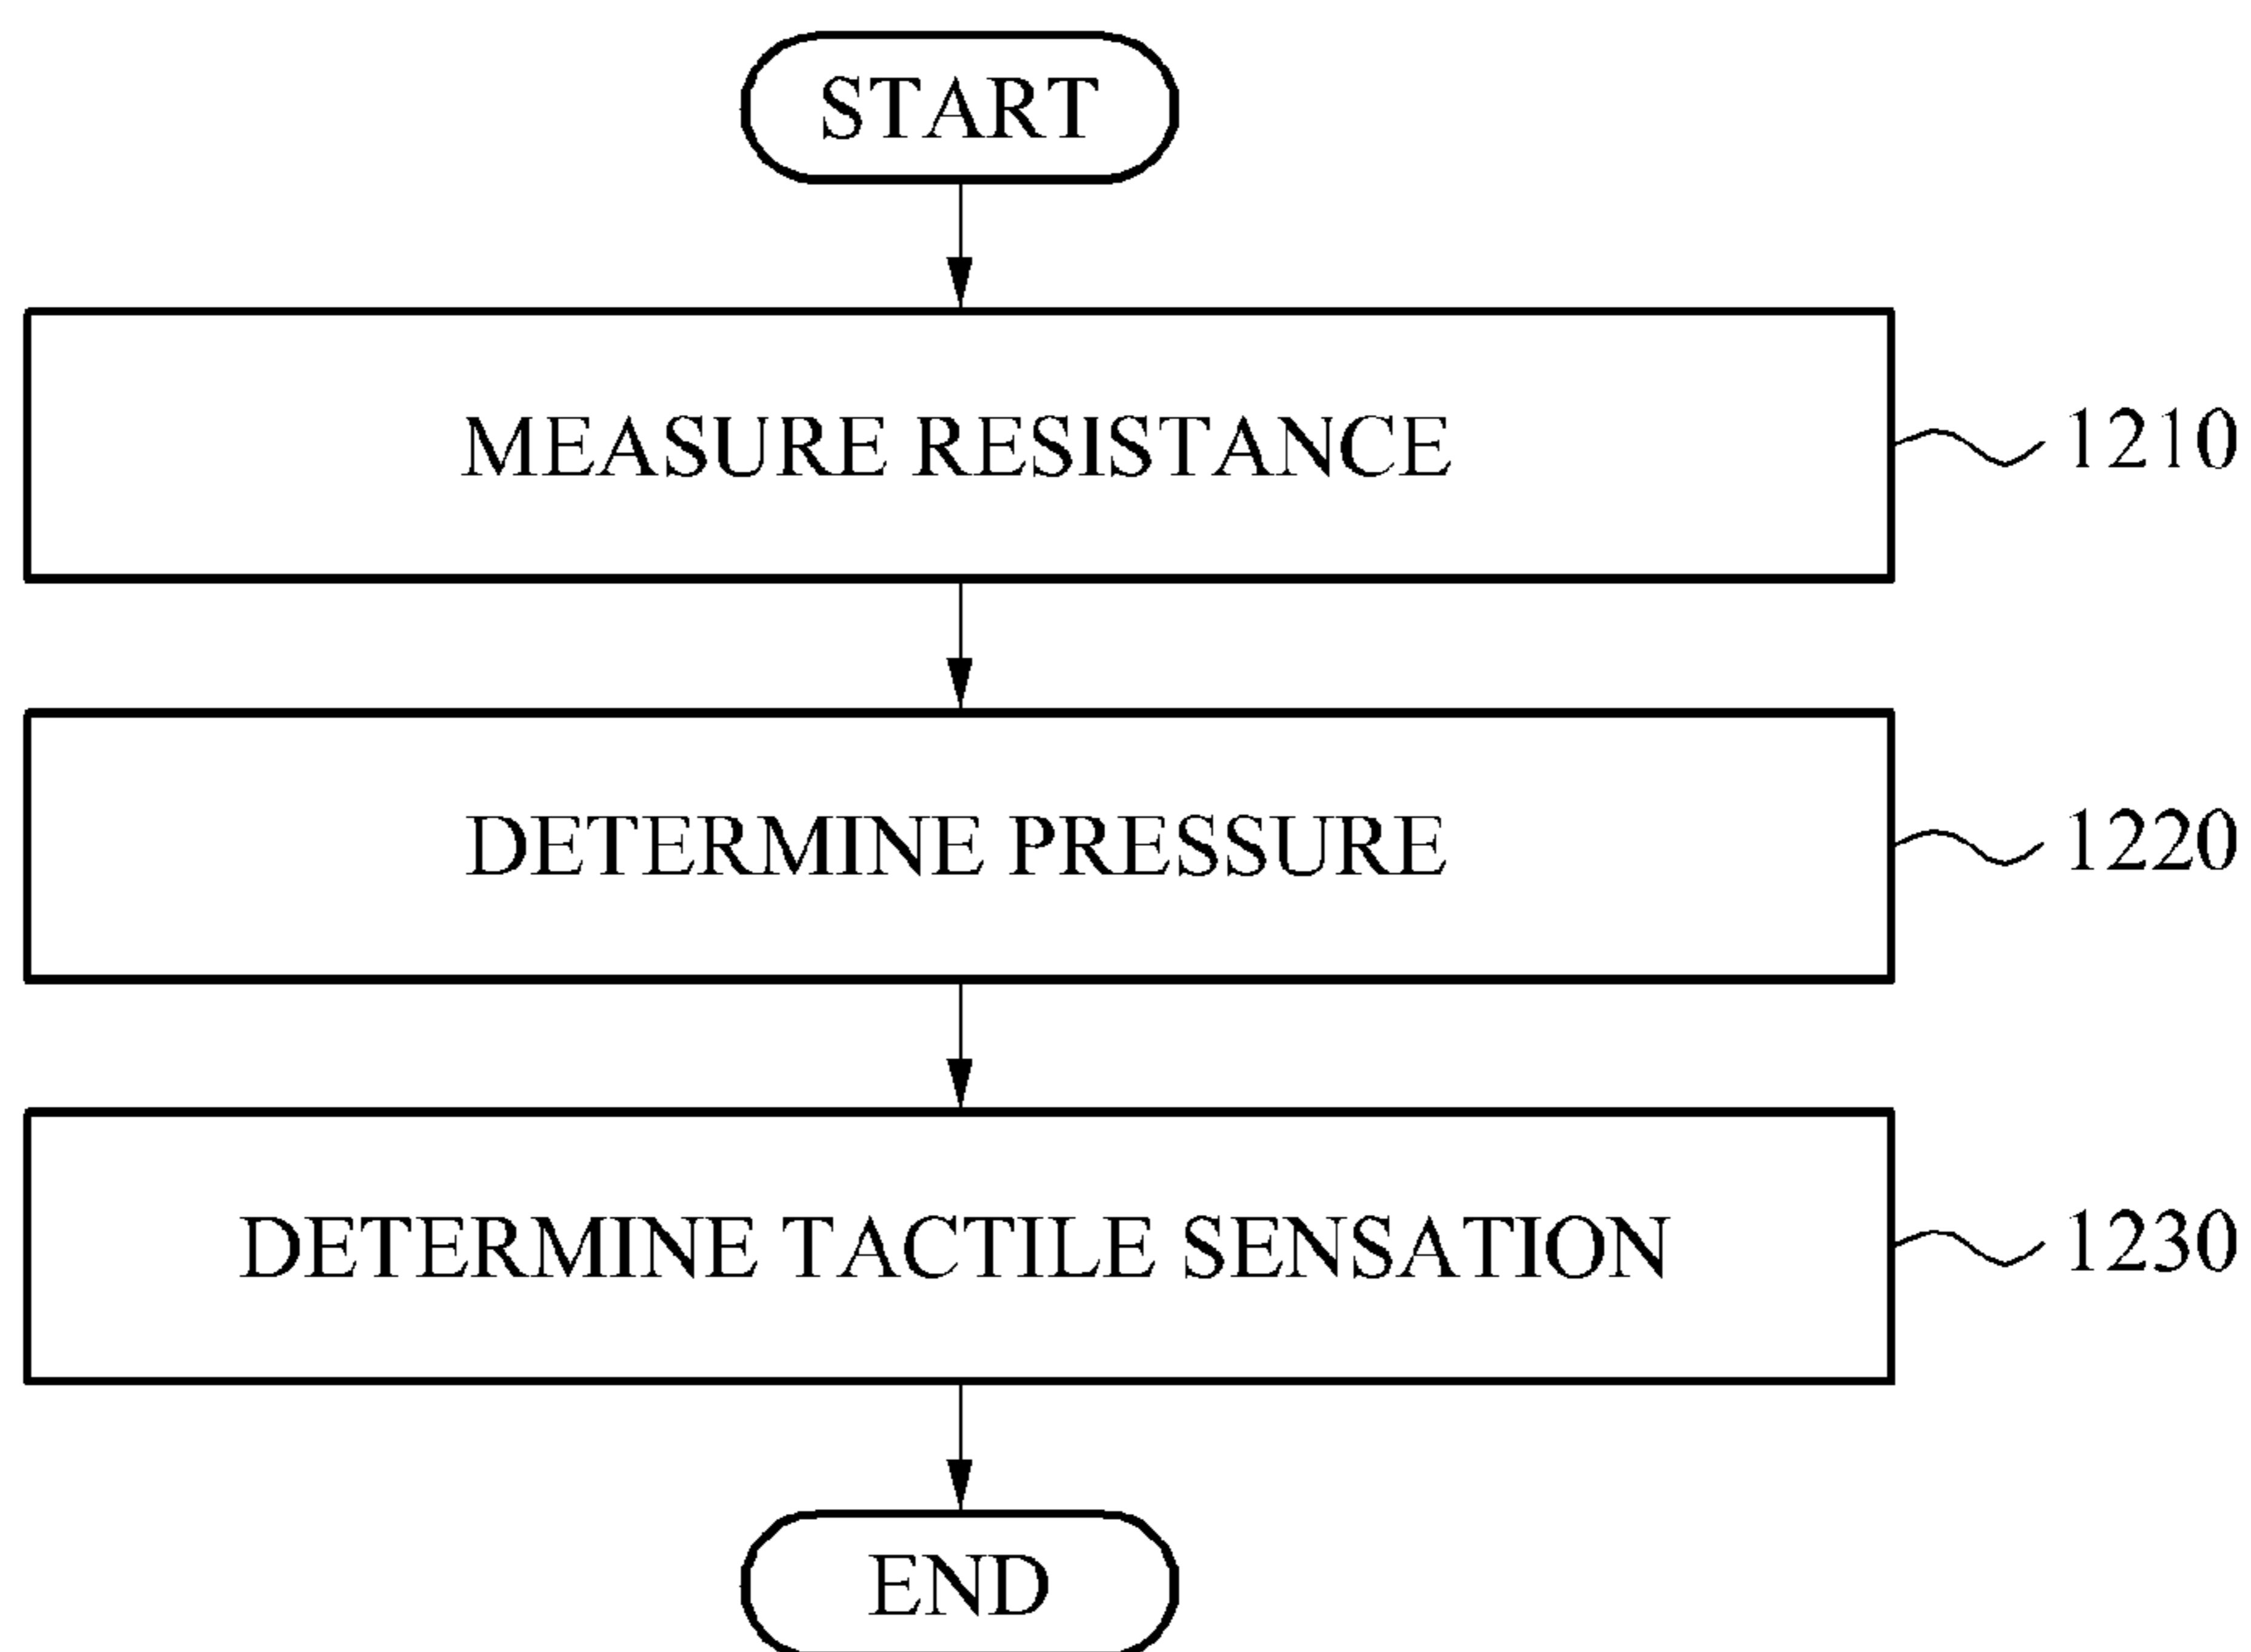 START
MEASURE RESISTANCE
1210
DETERMINE PRESSURE
1220
DETERMINE TACTILE SENSATION
1230
END